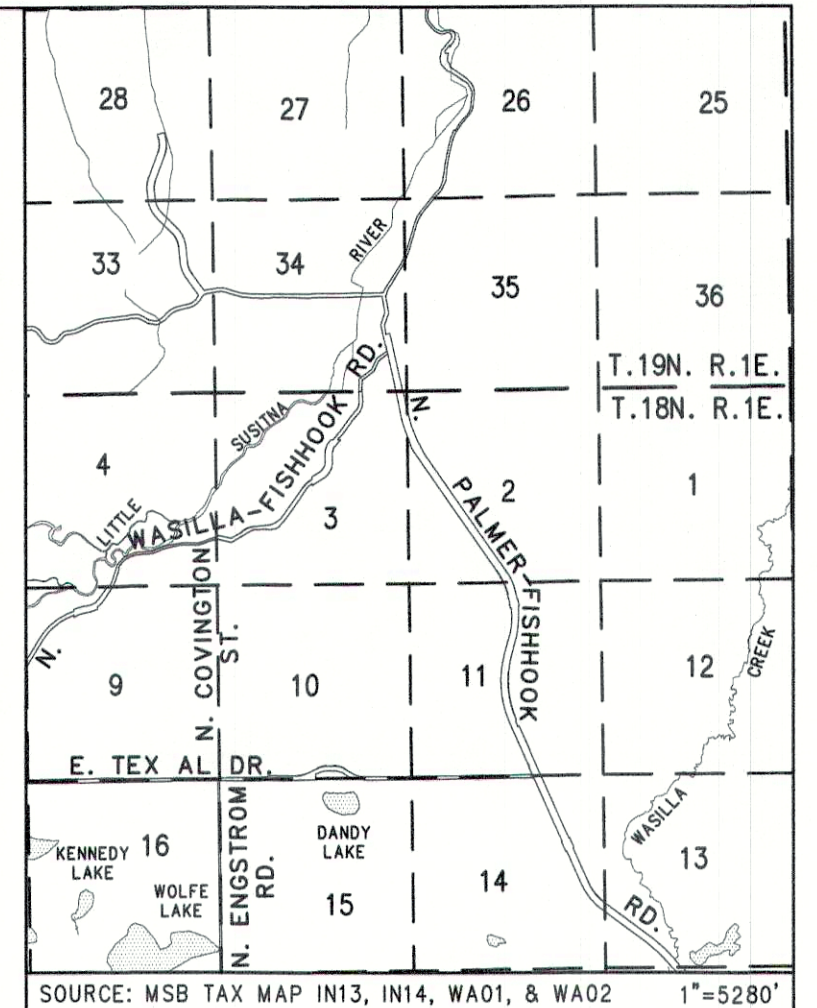 28
27
26
25
33
34
RIVER
35
36
T.19N. R.1E.
T.18N. R.1E.
4
LITTLE
SUSITNA
N. WASILLA-FISHHOOK RD.
3
N. PALMER-FISHHOOK RD.
2
1
N. COVINGTON
ST.
9
10
11
12
CREEK
E. TEX AL DR.
WASILLA
16
KENNEDY
LAKE
WOLFE
LAKE
N. ENGSTROM
RD.
DANDY
LAKE
15
14
13
SOURCE: MSB TAX MAP IN13, IN14, WA01, & WA02 1"=5280'